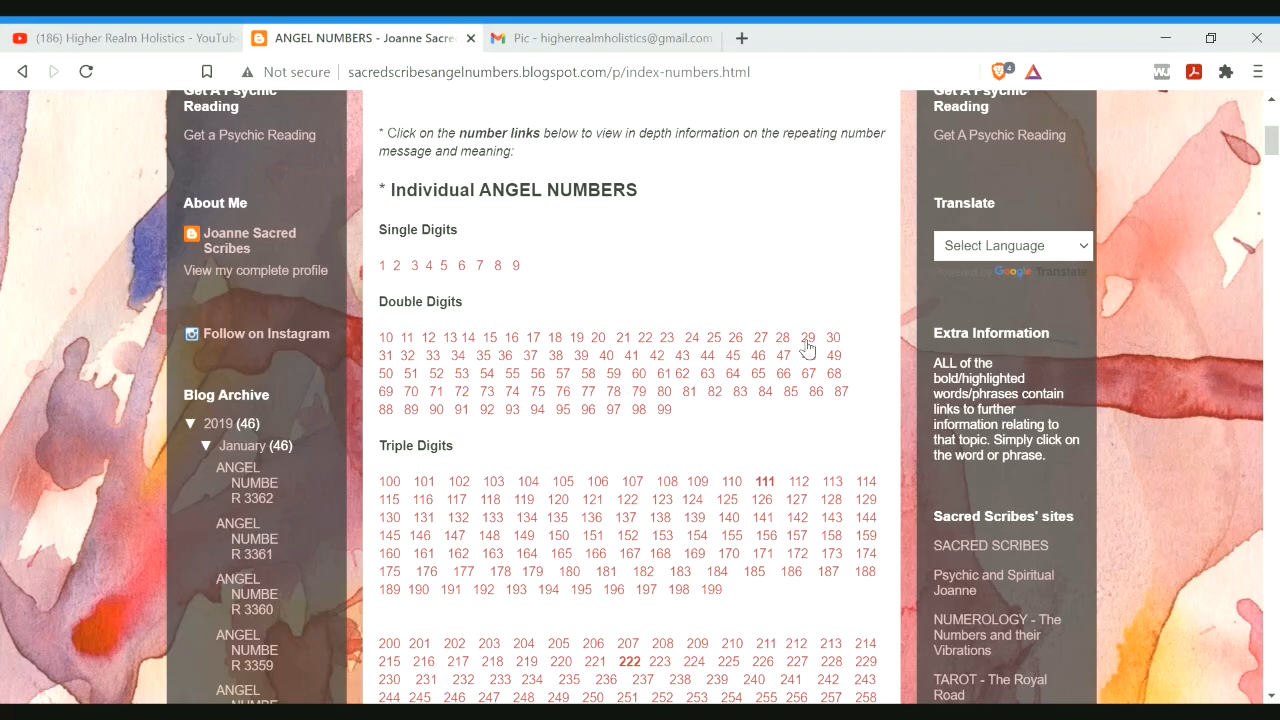 (186) Higher Realm Holistics - YouTub
ANGEL NUMBERS - Joanne Sacre
Pic - higherrealmholistics@gmail.com
Not secure
sacredscribesangelnumbers.blogspot.com/p/index-numbers.html
4
Get A Psychic
Reading
Get a Psychic Reading
About Me
Joanne Sacred
Scribes
View my complete profile
Follow on Instagram
Blog Archive
▼ 2019 (46)
▼ January (46)
ANGEL
NUMBE
R 3362
ANGEL
NUMBE
R 3361
ANGEL
NUMBE
R 3360
ANGEL
NUMBE
R 3359
ANGEL
* Click on the number links below to view in depth information on the repeating number
message and meaning:
* Individual ANGEL NUMBERS
Single Digits
1 2 3 4 5 6 7 8 9
Double Digits
10 11 12 13 14 15 16 17 18 19 20 21 22 23 24 25 26 27 28 29 30
31 32 33 34 35 36 37 38 39 40 41 42 43 44 45 46 47 49
50 51 52 53 54 55 56 57 58 59 60 61 62 63 64 65 66 67 68
69 70 71 72 73 74 75 76 77 78 79 80 81 82 83 84 85 86 87
88 89 90 91 92 93 94 95 96 97 98 99
Triple Digits
100 101 102 103 104 105 106 107 108 109 110 111 112 113 114
115 116 117 118 119 120 121 122 123 124 125 126 127 128 129
130 131 132 133 134 135 136 137 138 139 140 141 142 143 144
145 146 147 148 149 150 151 152 153 154 155 156 157 158 159
160 161 162 163 164 165 166 167 168 169 170 171 172 173 174
175 176 177 178 179 180 181 182 183 184 185 186 187 188
189 190 191 192 193 194 195 196 197 198 199
200 201 202 203 204 205 206 207 208 209 210 211 212 213 214
215 216 217 218 219 220 221 222 223 224 225 226 227 228 229
230 231 232 233 234 235 236 237 238 239 240 241 242 243
244 245 246 247 248 249 250 251 252 253 254 255 256 257 258
Get A Psychic
Reading
Get A Psychic Reading
Translate
Select Language
Powered by Google Translate
Extra Information
ALL of the
bold/highlighted
words/phrases contain
links to further
information relating to
that topic. Simply click on
the word or phrase.
Sacred Scribes' sites
SACRED SCRIBES
Psychic and Spiritual
Joanne
NUMEROLOGY - The
Numbers and their
Vibrations
TAROT - The Royal
Road